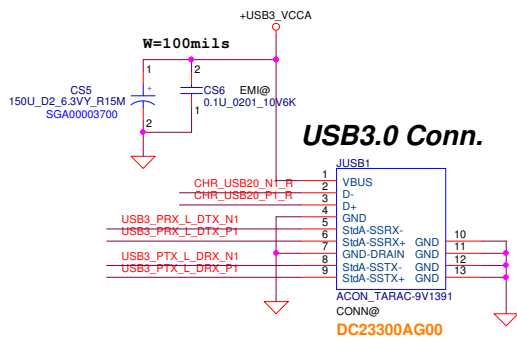 +USB3_VCCA
W=100mils
1
2
CS5
150U_D2_6.3VY_R15M
SGA00003700
+
2
CS6
0.1U_0201_10V6K
EMI@
1
USB3.0 Conn.
JUSB1
1 VBUS
CHR_USB20_N1_R 2 D-
CHR_USB20_P1_R 3 D+
4 GND
USB3_PRX_L_DTX_N1 5 StdA-SSRX-
USB3_PRX_L_DTX_P1 6 StdA-SSRX+ GND 10
7 GND-DRAIN GND 11
USB3_PTX_L_DRX_N1 8 StdA-SSTX- GND 12
USB3_PTX_L_DRX_P1 9 StdA-SSTX+ GND 13
ACON_TARAC-9V1391
CONN@
DC23300AG00